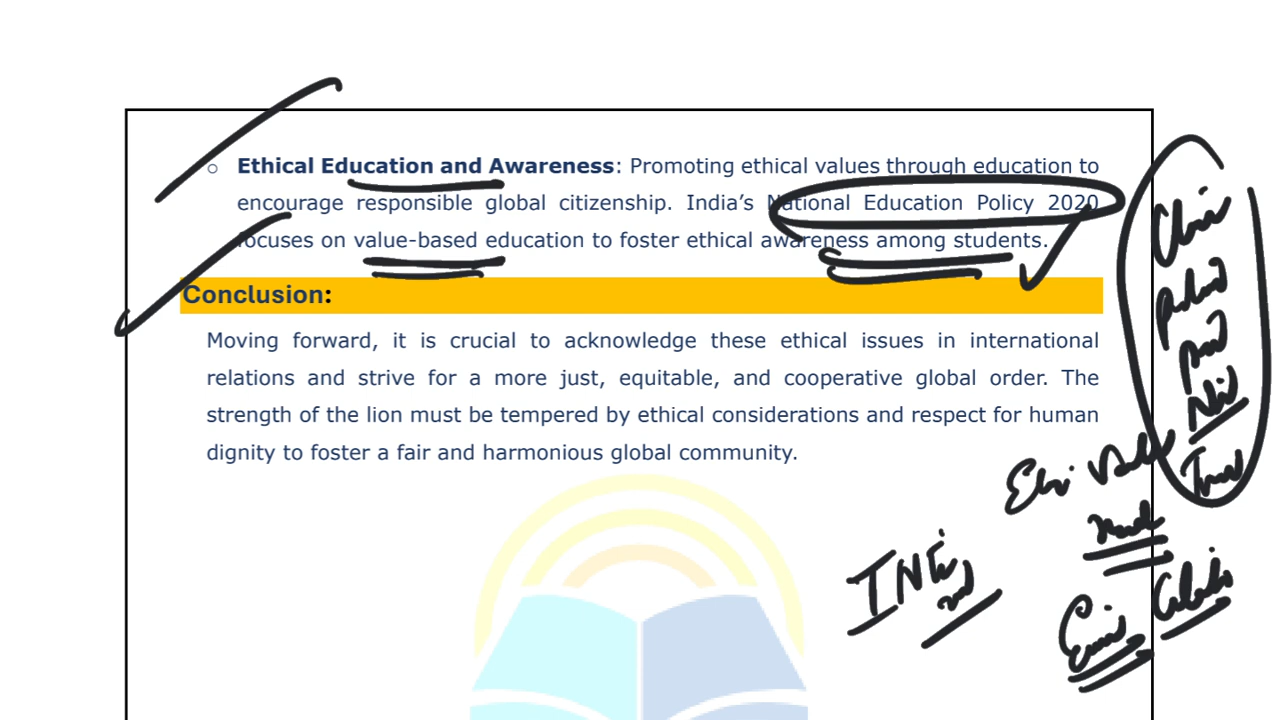 Ethical Education and Awareness: Promoting ethical values through education to
encourage responsible global citizenship. India’s National Education Policy 2020
focuses on value-based education to foster ethical awareness among students.
Conclusion:
Moving forward, it is crucial to acknowledge these ethical issues in international
relations and strive for a more just, equitable, and cooperative global order. The
strength of the lion must be tempered by ethical considerations and respect for human
dignity to foster a fair and harmonious global community.